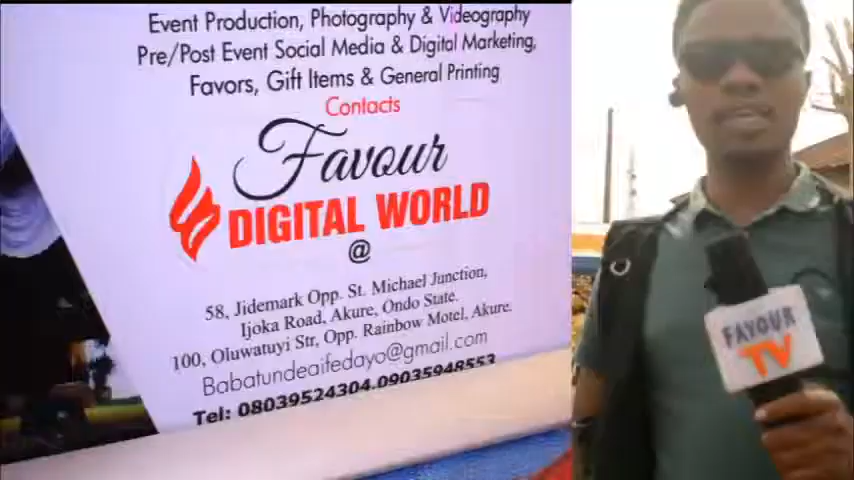 Event Production, Photography & Videography
Pre/Post Event Social Media & Digital Marketing,
Favors, Gift Items & General Printing
Contacts
Favour
DIGITAL WORLD
@
58, Jidemark Opp. St. Michael Junction,
Ijoka Road, Akure, Ondo State.
100, Oluwatuyi Str, Opp. Rainbow Motel, Akure.
Babatundeaifedayo@gmail.com
Tel: 08039524304.09035948553
FAVOUR
TV